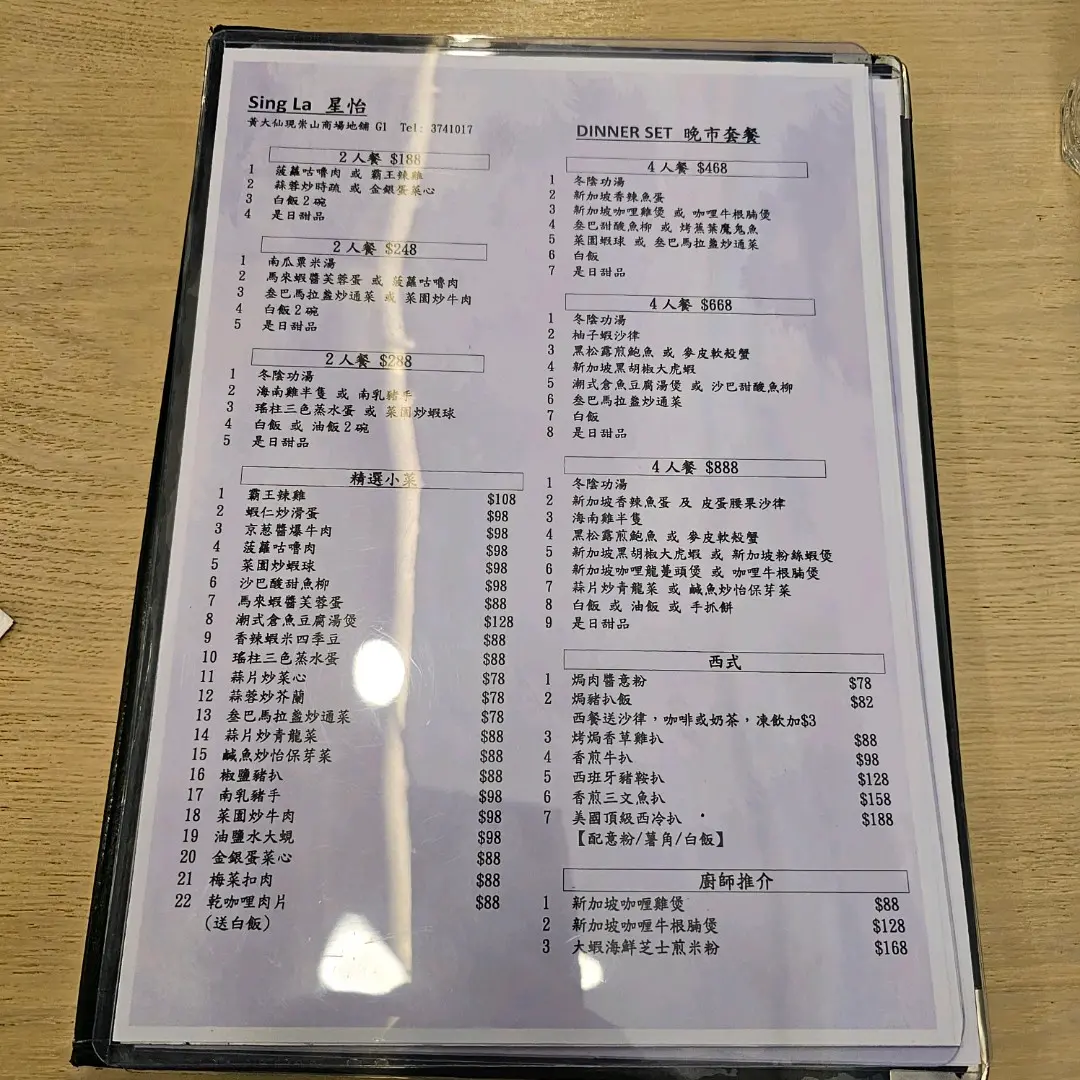 Sing La 星怡
黃大仙現崇山商場地鋪 G1 Tel: 3741017
2人餐 $188
1 菠蘿咕嚕肉 或 霸王辣雞
2 蒜蓉炒時疏 或 金銀蛋菜心
3 白飯2碗
4 是日甜品
2人餐 $248
1 南瓜粟米湯
2 馬來蝦醬芙蓉蛋 或 菠蘿咕嚕肉
3 叁巴馬拉盞炒通菜 或 菜園炒牛肉
4 白飯2碗
5 是日甜品
2人餐 $288
1 冬陰功湯
2 海南雞半隻 或 南乳豬手
3 瑤柱三色蒸水蛋 或 菜園炒蝦球
4 白飯 或 油飯2碗
5 是日甜品
精選小菜
1 霸王辣雞 $108
2 蝦仁炒滑蛋 $98
3 京葱醬爆牛肉 $98
4 菠蘿咕嚕肉 $98
5 菜園炒蝦球 $98
6 沙巴酸甜魚柳 $98
7 馬來蝦醬芙蓉蛋 $88
8 潮式倉魚豆腐湯煲 $128
9 香辣蝦米四季豆 $88
10 瑤柱三色蒸水蛋 $88
11 蒜片炒菜心 $78
12 蒜蓉炒芥蘭 $78
13 叁巴馬拉盞炒通菜 $78
14 蒜片炒青龍菜 $88
15 鹹魚炒怡保芽菜 $88
16 椒鹽豬扒 $88
17 南乳豬手 $98
18 菜園炒牛肉 $98
19 油鹽水大蜆 $98
20 金銀蛋菜心 $88
21 梅菜扣肉 $88
22 乾咖哩肉片 $88
(送白飯)
DINNER SET 晚市套餐
4人餐 $468
1 冬陰功湯
2 新加坡香辣魚蛋
3 新加坡咖哩雞煲 或 咖哩牛根腩煲
4 叁巴甜酸魚柳 或 烤蕉葉魔鬼魚
5 菜園蝦球 或 叁巴馬拉盞炒通菜
6 白飯
7 是日甜品
4人餐 $668
1 冬陰功湯
2 柚子蝦沙律
3 黑松露煎鮑魚 或 麥皮軟殼蟹
4 新加坡黑胡椒大虎蝦
5 潮式倉魚豆腐湯煲 或 沙巴甜酸魚柳
6 叁巴馬拉盞炒通菜
7 白飯
8 是日甜品
4人餐 $888
1 冬陰功湯
2 新加坡香辣魚蛋 及 皮蛋腰果沙律
3 海南雞半隻
4 黑松露煎鮑魚 或 麥皮軟殼蟹
5 新加坡黑胡椒大虎蝦 或 新加坡粉絲蝦煲
6 新加坡咖哩龍躉頭煲 或 咖哩牛根腩煲
7 蒜片炒青龍菜 或 鹹魚炒怡保芽菜
8 白飯 或 油飯 或 手抓餅
9 是日甜品
西式
1 焗肉醬意粉 $78
2 焗豬扒飯 $82
西餐送沙律，咖啡或奶茶，凍飲加$3
3 烤焗香草雞扒 $88
4 香煎牛扒 $98
5 西班牙豬鞍扒 $128
6 香煎三文魚扒 $158
7 美國頂級西冷扒 $188
【配意粉/薯角/白飯】
廚師推介
1 新加坡咖喱雞煲 $88
2 新加坡咖喱牛根腩煲 $128
3 大蝦海鮮芝士煎米粉 $168